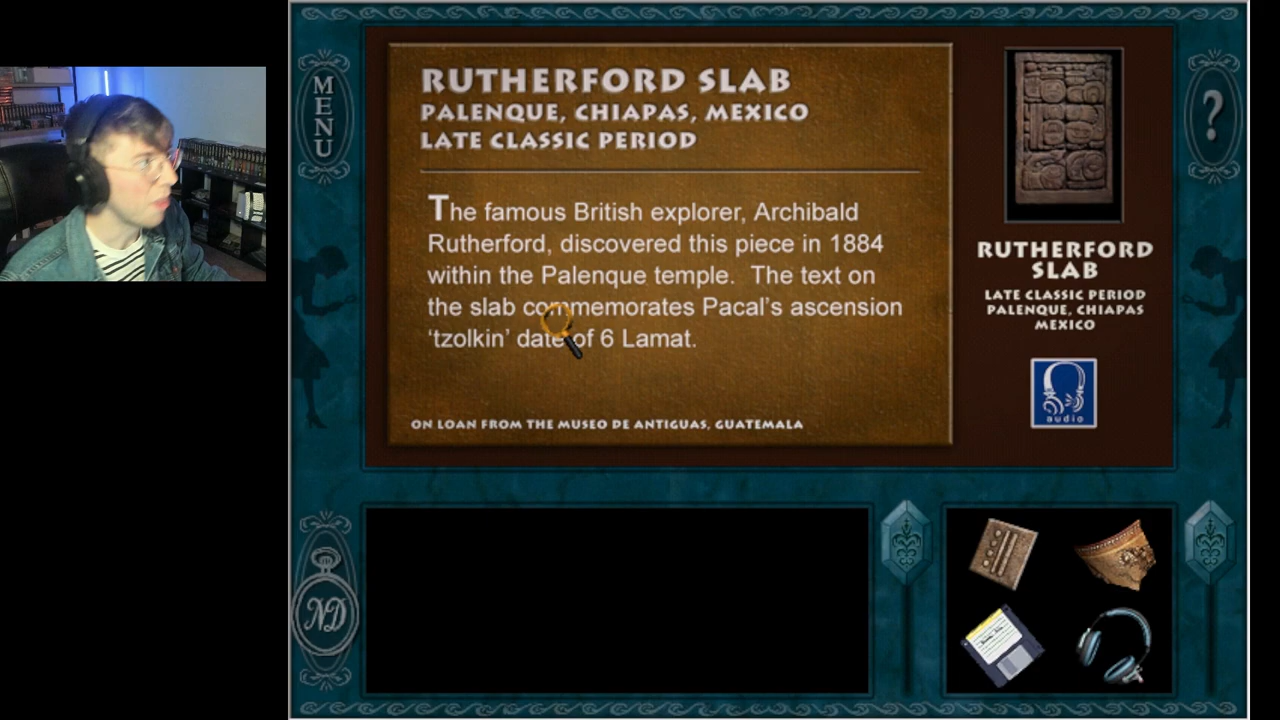 MENU
RUTHERFORD SLAB
PALENQUE, CHIAPAS, MEXICO
LATE CLASSIC PERIOD
The famous British explorer, Archibald
Rutherford, discovered this piece in 1884
within the Palenque temple. The text on
the slab commemorates Pacal's ascension
'tzolkin' date of 6 Lamat.
ON LOAN FROM THE MUSEO DE ANTIGUAS, GUATEMALA
?
RUTHERFORD
SLAB
LATE CLASSIC PERIOD
PALENQUE, CHIAPAS
MEXICO
audio
ND